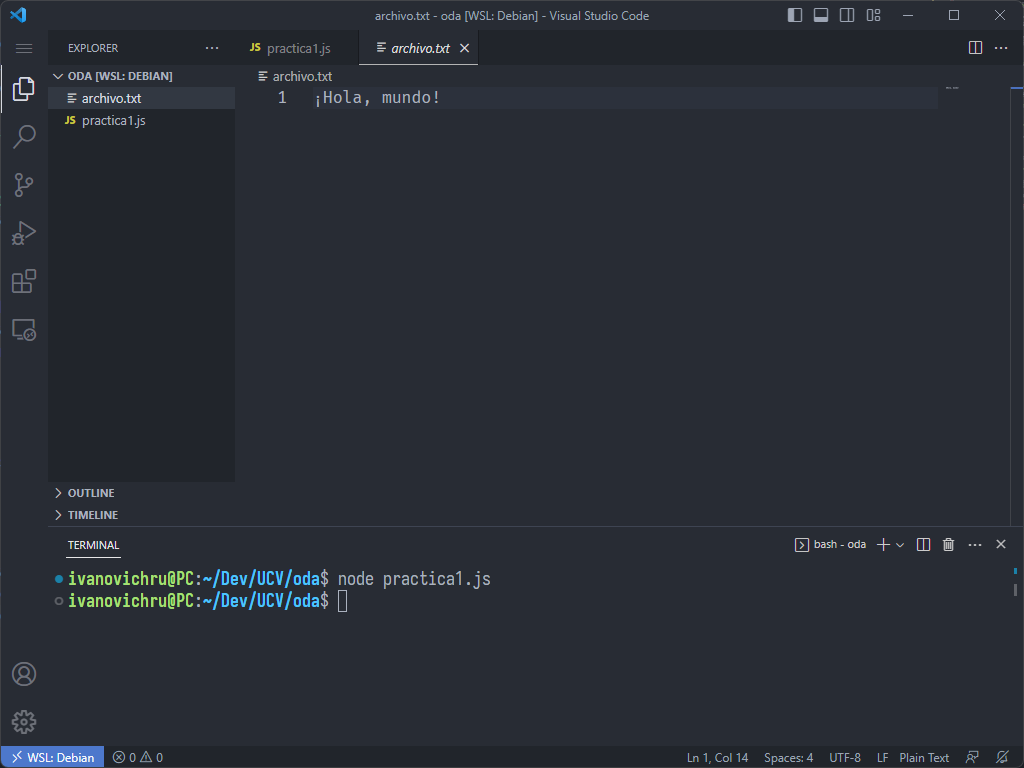 archivo.txt - oda [WSL: Debian] - Visual Studio Code
EXPLORER
JS practica1.js
archivo.txt
ODA [WSL: DEBIAN]
archivo.txt
JS practica1.js
archivo.txt
1 ¡Hola, mundo!
OUTLINE
TIMELINE
TERMINAL
bash - oda
ivanovichru@PC:~/Dev/UCV/oda$ node practica1.js
ivanovichru@PC:~/Dev/UCV/oda$
WSL: Debian 0 0 Ln 1, Col 14 Spaces: 4 UTF-8 LF Plain Text